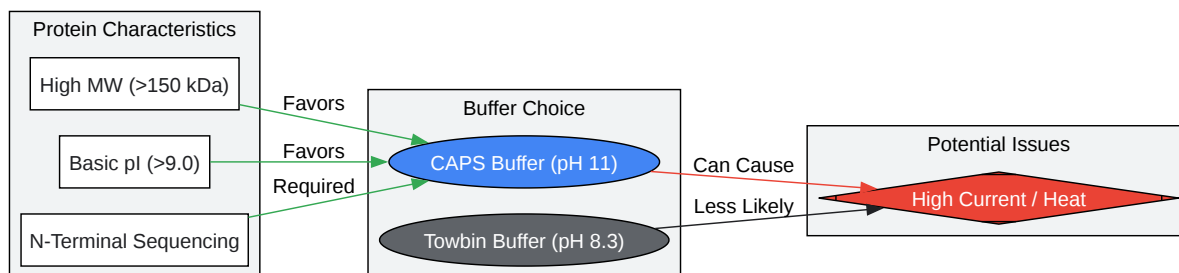 Protein Characteristics
High MW (>150 kDa)
Basic pI (>9.0)
N-Terminal Sequencing
Favors
Favors
Required
Buffer Choice
CAPS Buffer (pH 11)
Towbin Buffer (pH 8.3)
Can Cause
Less Likely
Potential Issues
High Current / Heat